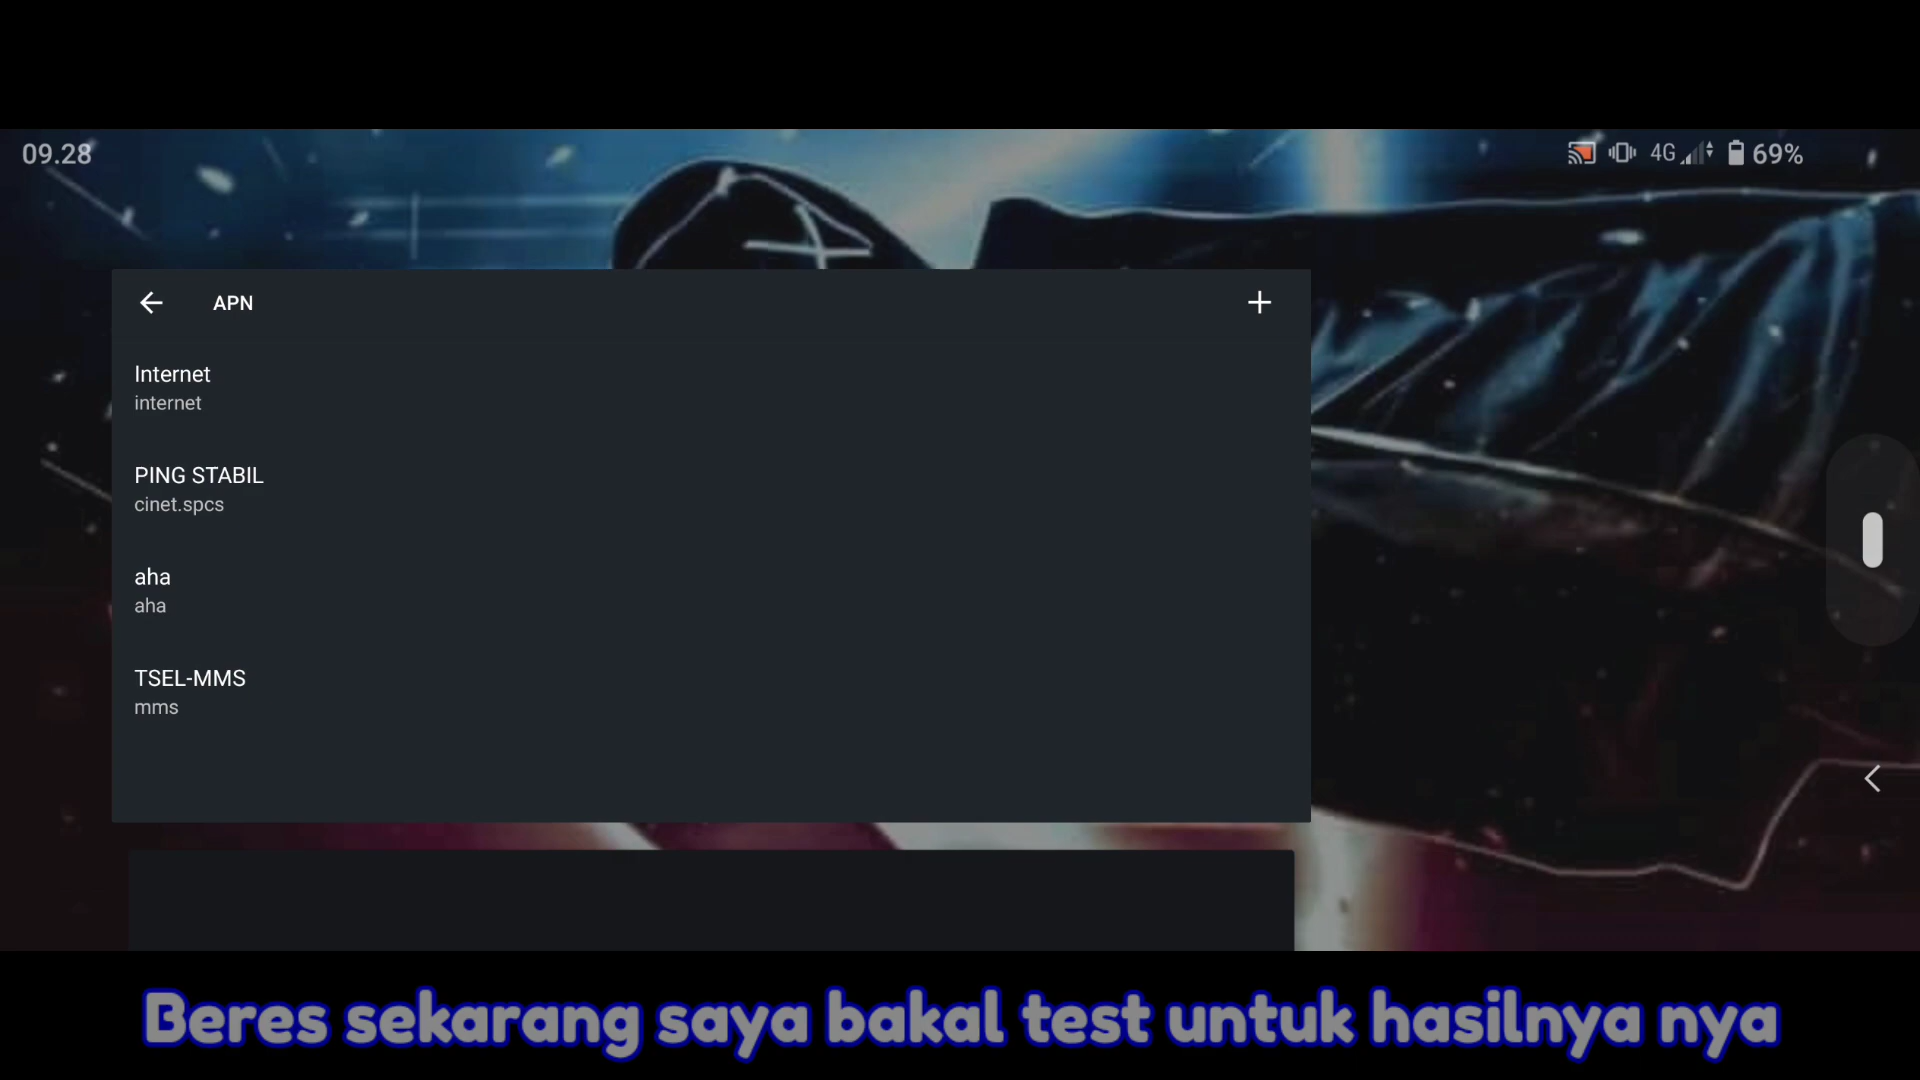 09.28
4G 69%
APN
Internet
internet
PING STABIL
cinet.spcs
aha
aha
TSEL-MMS
mms
Beres sekarang saya bakal test untuk hasilnya nya